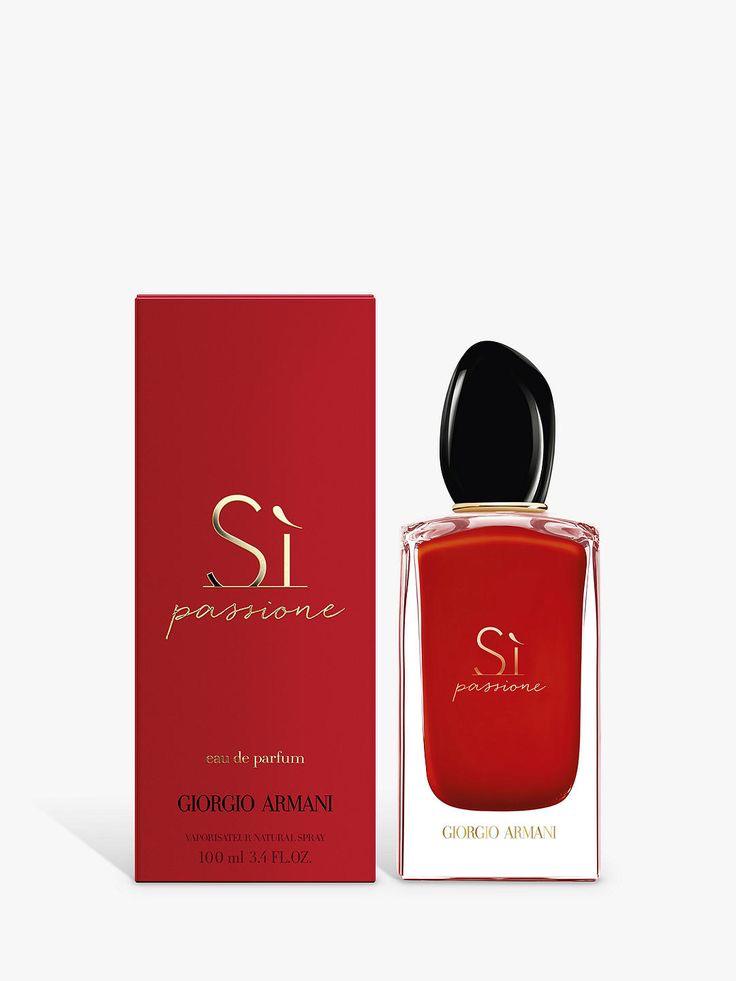 Sì
passione
eau de parfum
GIORGIO ARMANI
VAPORISATEUR NATURAL SPRAY
100 ml 3.4 FL.OZ.
Sì
passione
GIORGIO ARMANI